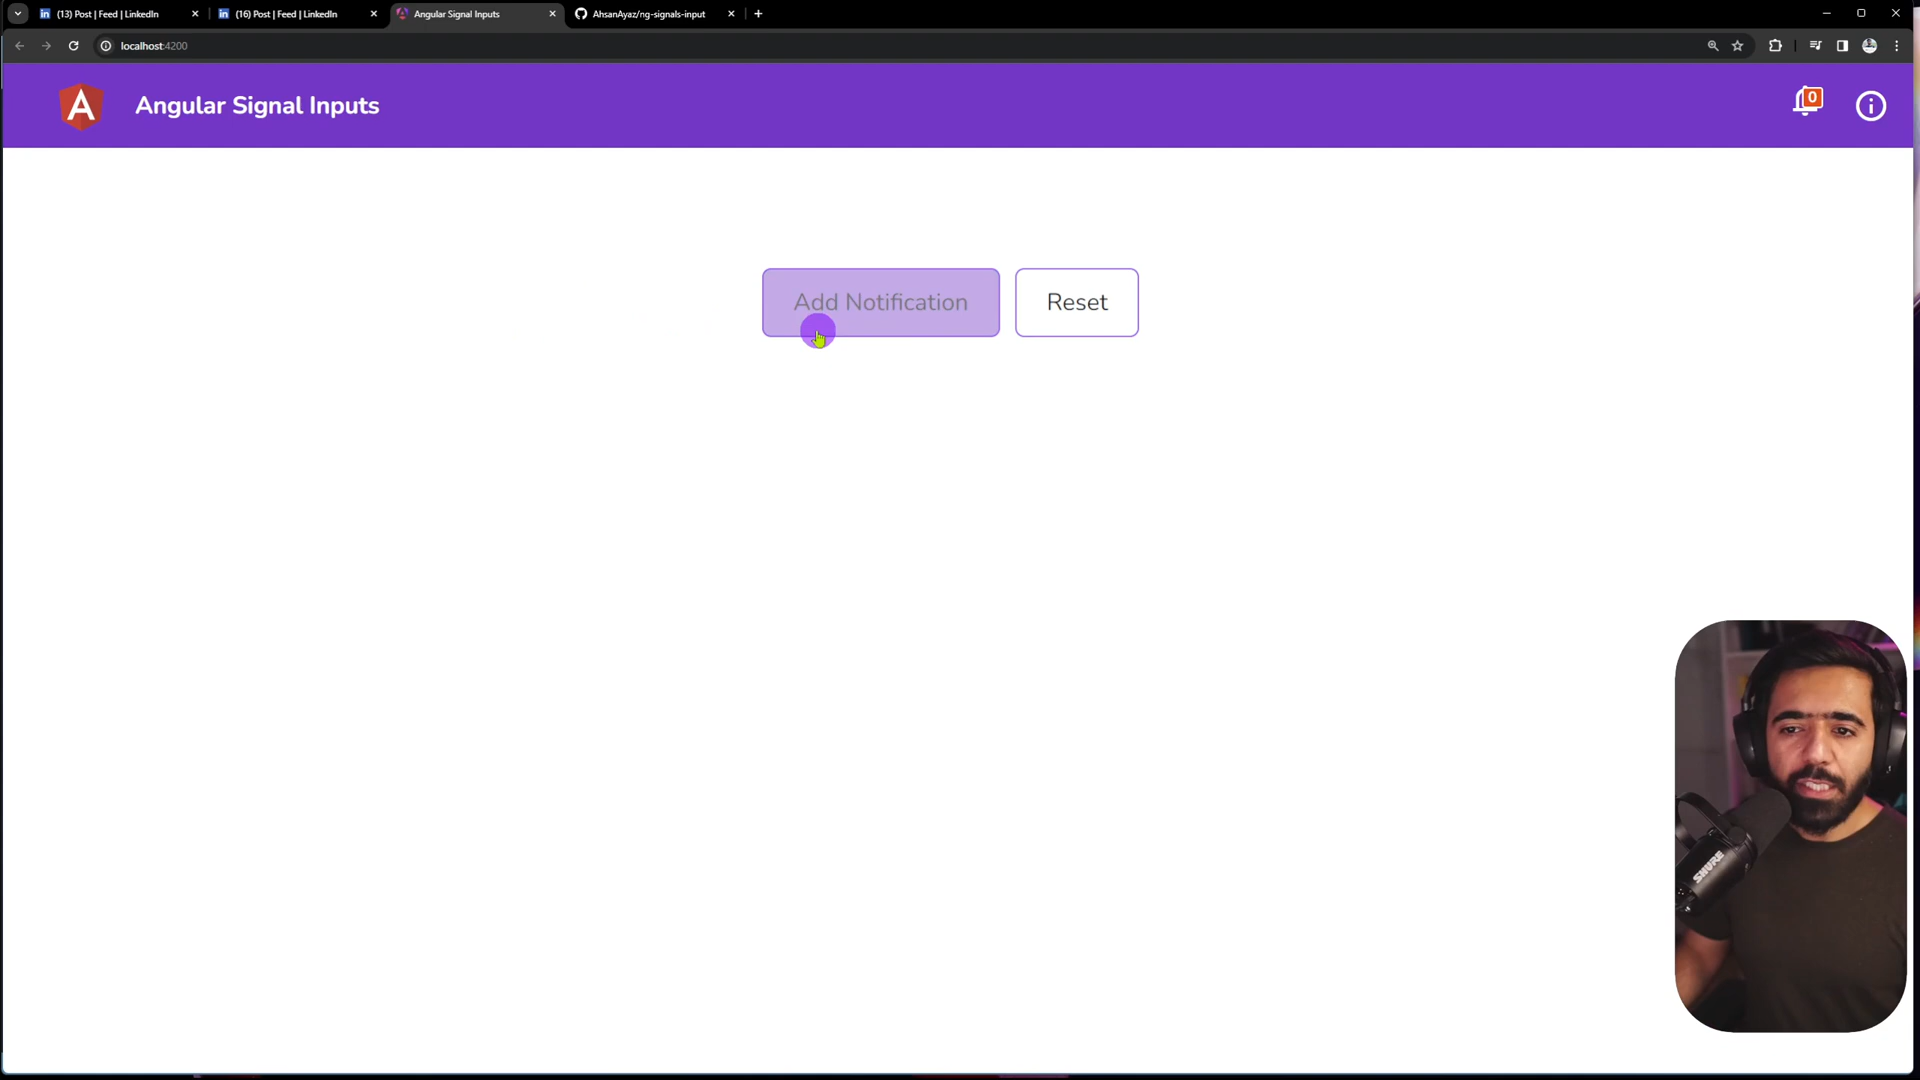 (13) Post | Feed | LinkedIn
(16) Post | Feed | LinkedIn
Angular Signal Inputs
AhsanAyaz/ng-signals-input
localhost:4200
A
Angular Signal Inputs
0
Add Notification
Reset
SHURE